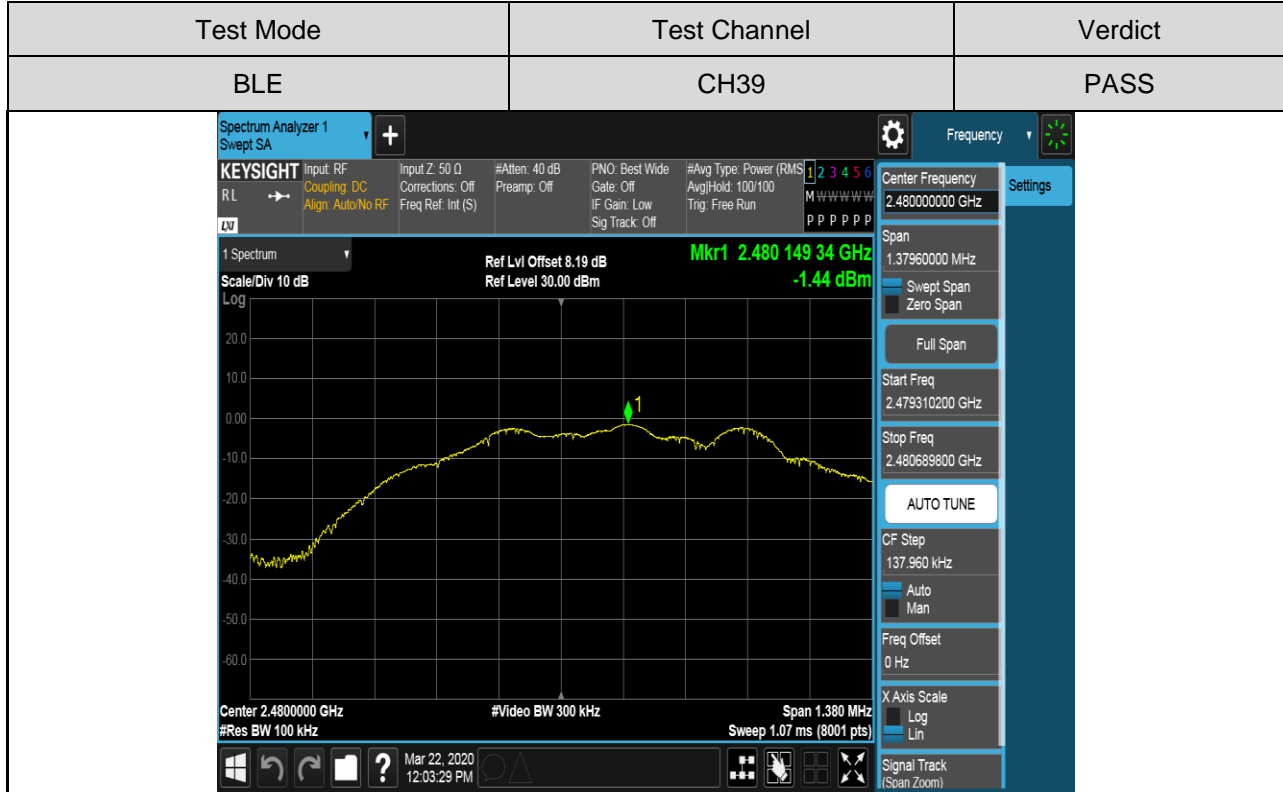 Test Mode Test Channel Verdict
BLE CH39 PASS
Spectrum Analyzer 1
Swept SA
+
Frequency
KEYSIGHT
RL
LXI
Input: RF
Coupling: DC
Align: Auto/No RF
Input Z: 50 Ω
Corrections: Off
Freq Ref: Int (S)
#Atten: 40 dB
Preamp: Off
PNO: Best Wide
Gate: Off
IF Gain: Low
Sig Track: Off
#Avg Type: Power (RMS
Avg|Hold: 100/100
Trig: Free Run
1 2 3 4 5 6
M W W W W W
P P P P P P
1 Spectrum
Scale/Div 10 dB
Ref Lvl Offset 8.19 dB
Ref Level 30.00 dBm
Mkr1 2.480 149 34 GHz
-1.44 dBm
Log
20.0
10.0
0.00
-10.0
-20.0
-30.0
-40.0
-50.0
-60.0
1
Center 2.4800000 GHz
#Res BW 100 kHz
#Video BW 300 kHz
Span 1.380 MHz
Sweep 1.07 ms (8001 pts)
?
Mar 22, 2020
12:03:29 PM
Center Frequency
2.480000000 GHz
Settings
Span
1.37960000 MHz
Swept Span
Zero Span
Full Span
Start Freq
2.479310200 GHz
Stop Freq
2.480689800 GHz
AUTO TUNE
CF Step
137.960 kHz
Auto
Man
Freq Offset
0 Hz
X Axis Scale
Log
Lin
Signal Track
(Span Zoom)